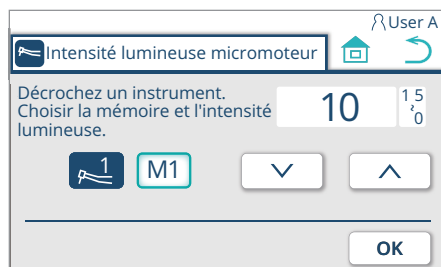 User A
Intensité lumineuse micromoteur
Décrochez un instrument.
Choisir la mémoire et l'intensité
lumineuse.
10
1 5
~
0
1
M1
OK